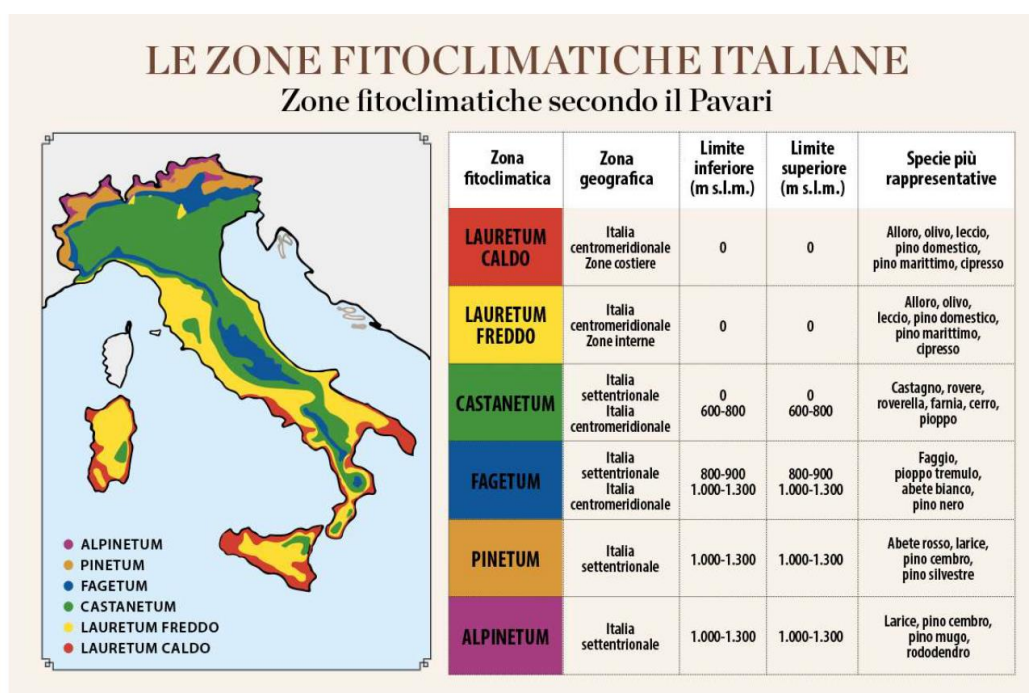 LE ZONE FITOCLIMATICHE ITALIANE
Zone fitoclimatiche secondo il Pavari
ALPINETUM
PINETUM
FAGETUM
CASTANETUM
LAURETUM FREDDO
LAURETUM CALDO
Zona
fitoclimatica
Zona
geografica
Limite
inferiore
(m s.l.m.)
Limite
superiore
(m s.l.m.)
Specie più
rappresentative
LAURETUM
CALDO
Italia
centromeridionale
Zone costiere
0
0
Alloro, olivo, leccio,
pino domestico,
pino marittimo, cipresso
LAURETUM
FREDDO
Italia
centromeridionale
Zone interne
0
0
Alloro, olivo,
leccio, pino domestico,
pino marittimo,
cipresso
CASTANETUM
Italia
settentrionale
Italia
centromeridionale
0
600-800
0
600-800
Castagno, rovere,
roverella, farnia, cerro,
pioppo
FAGETUM
Italia
settentrionale
Italia
centromeridionale
800-900
1.000-1.300
800-900
1.000-1.300
Faggio,
pioppo tremulo,
abete bianco,
pino nero
PINETUM
Italia
settentrionale
1.000-1.300
1.000-1.300
Abete rosso, larice,
pino cembro,
pino silvestre
ALPINETUM
Italia
settentrionale
1.000-1.300
1.000-1.300
Larice, pino cembro,
pino mugo,
rododendro